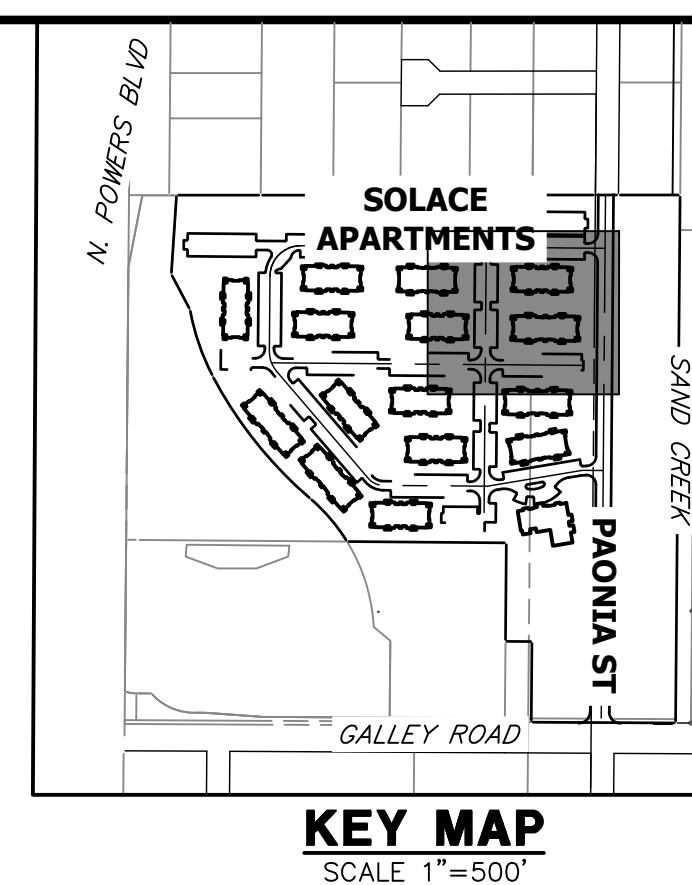 N. POWERS BLVD
SOLACE
APARTMENTS
SAND CREEK
PAONIA ST
GALLEY ROAD
KEY MAP
SCALE 1"=500'